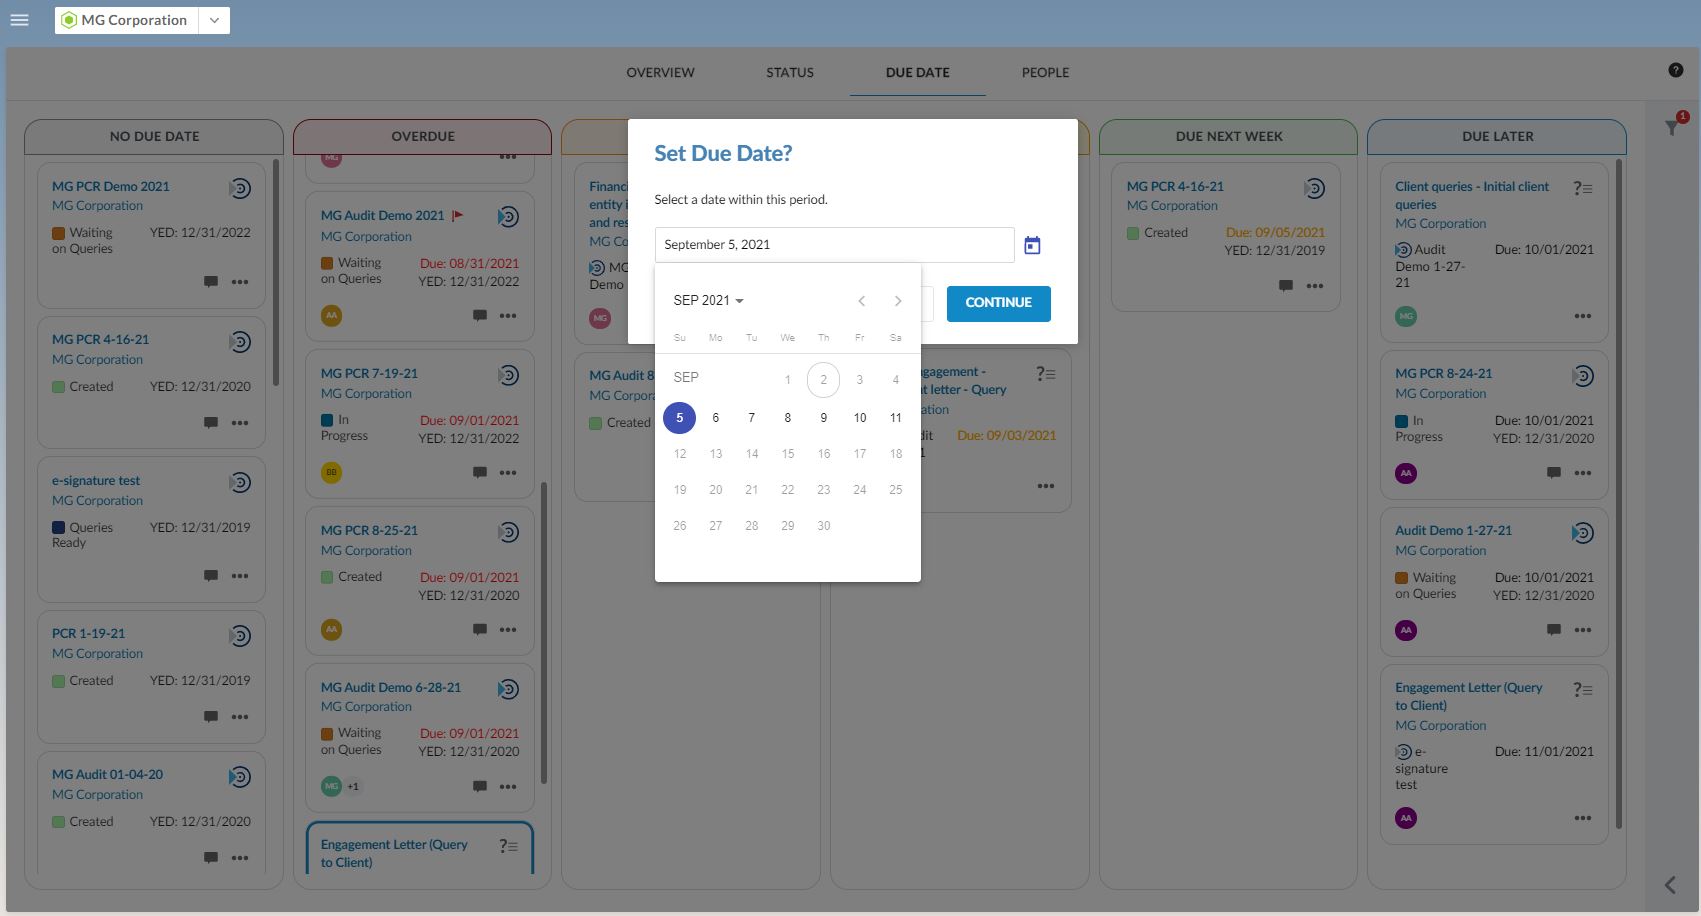 MG Corporation
OVERVIEW
STATUS
DUE DATE
PEOPLE
?
1
NO DUE DATE
MG PCR Demo 2021
MG Corporation
Waiting
on Queries
YED: 12/31/2022
MG PCR 4-16-21
MG Corporation
Created
YED: 12/31/2020
e-signature test
MG Corporation
Queries
Ready
YED: 12/31/2019
PCR 1-19-21
MG Corporation
Created
YED: 12/31/2019
MG Audit 01-04-20
MG Corporation
Created
YED: 12/31/2020
OVERDUE
MG
MG Audit Demo 2021
MG Corporation
Waiting
on Queries
Due: 08/31/2021
YED: 12/31/2022
AA
MG PCR 7-19-21
MG Corporation
In
Progress
Due: 09/01/2021
YED: 12/31/2022
BB
MG PCR 8-25-21
MG Corporation
Created
Due: 09/01/2021
YED: 12/31/2020
AA
MG Audit Demo 6-28-21
MG Corporation
Waiting
on Queries
Due: 09/01/2021
YED: 12/31/2020
MG +1
Engagement Letter (Query
to Client)
Financi
entity i
and res
MG Co
MG
Demo
MG
MG Audit 8
MG Corpora
Created
Set Due Date?
Select a date within this period.
September 5, 2021
CONTINUE
SEP 2021
Su Mo Tu We Th Fr Sa
SEP 1 2 3 4
5 6 7 8 9 10 11
12 13 14 15 16 17 18
19 20 21 22 23 24 25
26 27 28 29 30
gagement -
t letter - Query
ation
dit
1
Due: 09/03/2021
DUE NEXT WEEK
MG PCR 4-16-21
MG Corporation
Created
Due: 09/05/2021
YED: 12/31/2019
DUE LATER
Client queries - Initial client
queries
MG Corporation
Audit
Demo 1-27-
21
Due: 10/01/2021
MG
MG PCR 8-24-21
MG Corporation
In
Progress
Due: 10/01/2021
YED: 12/31/2020
AA
Audit Demo 1-27-21
MG Corporation
Waiting
on Queries
Due: 10/01/2021
YED: 12/31/2020
AA
Engagement Letter (Query
to Client)
MG Corporation
e-
signature
test
Due: 11/01/2021
AA